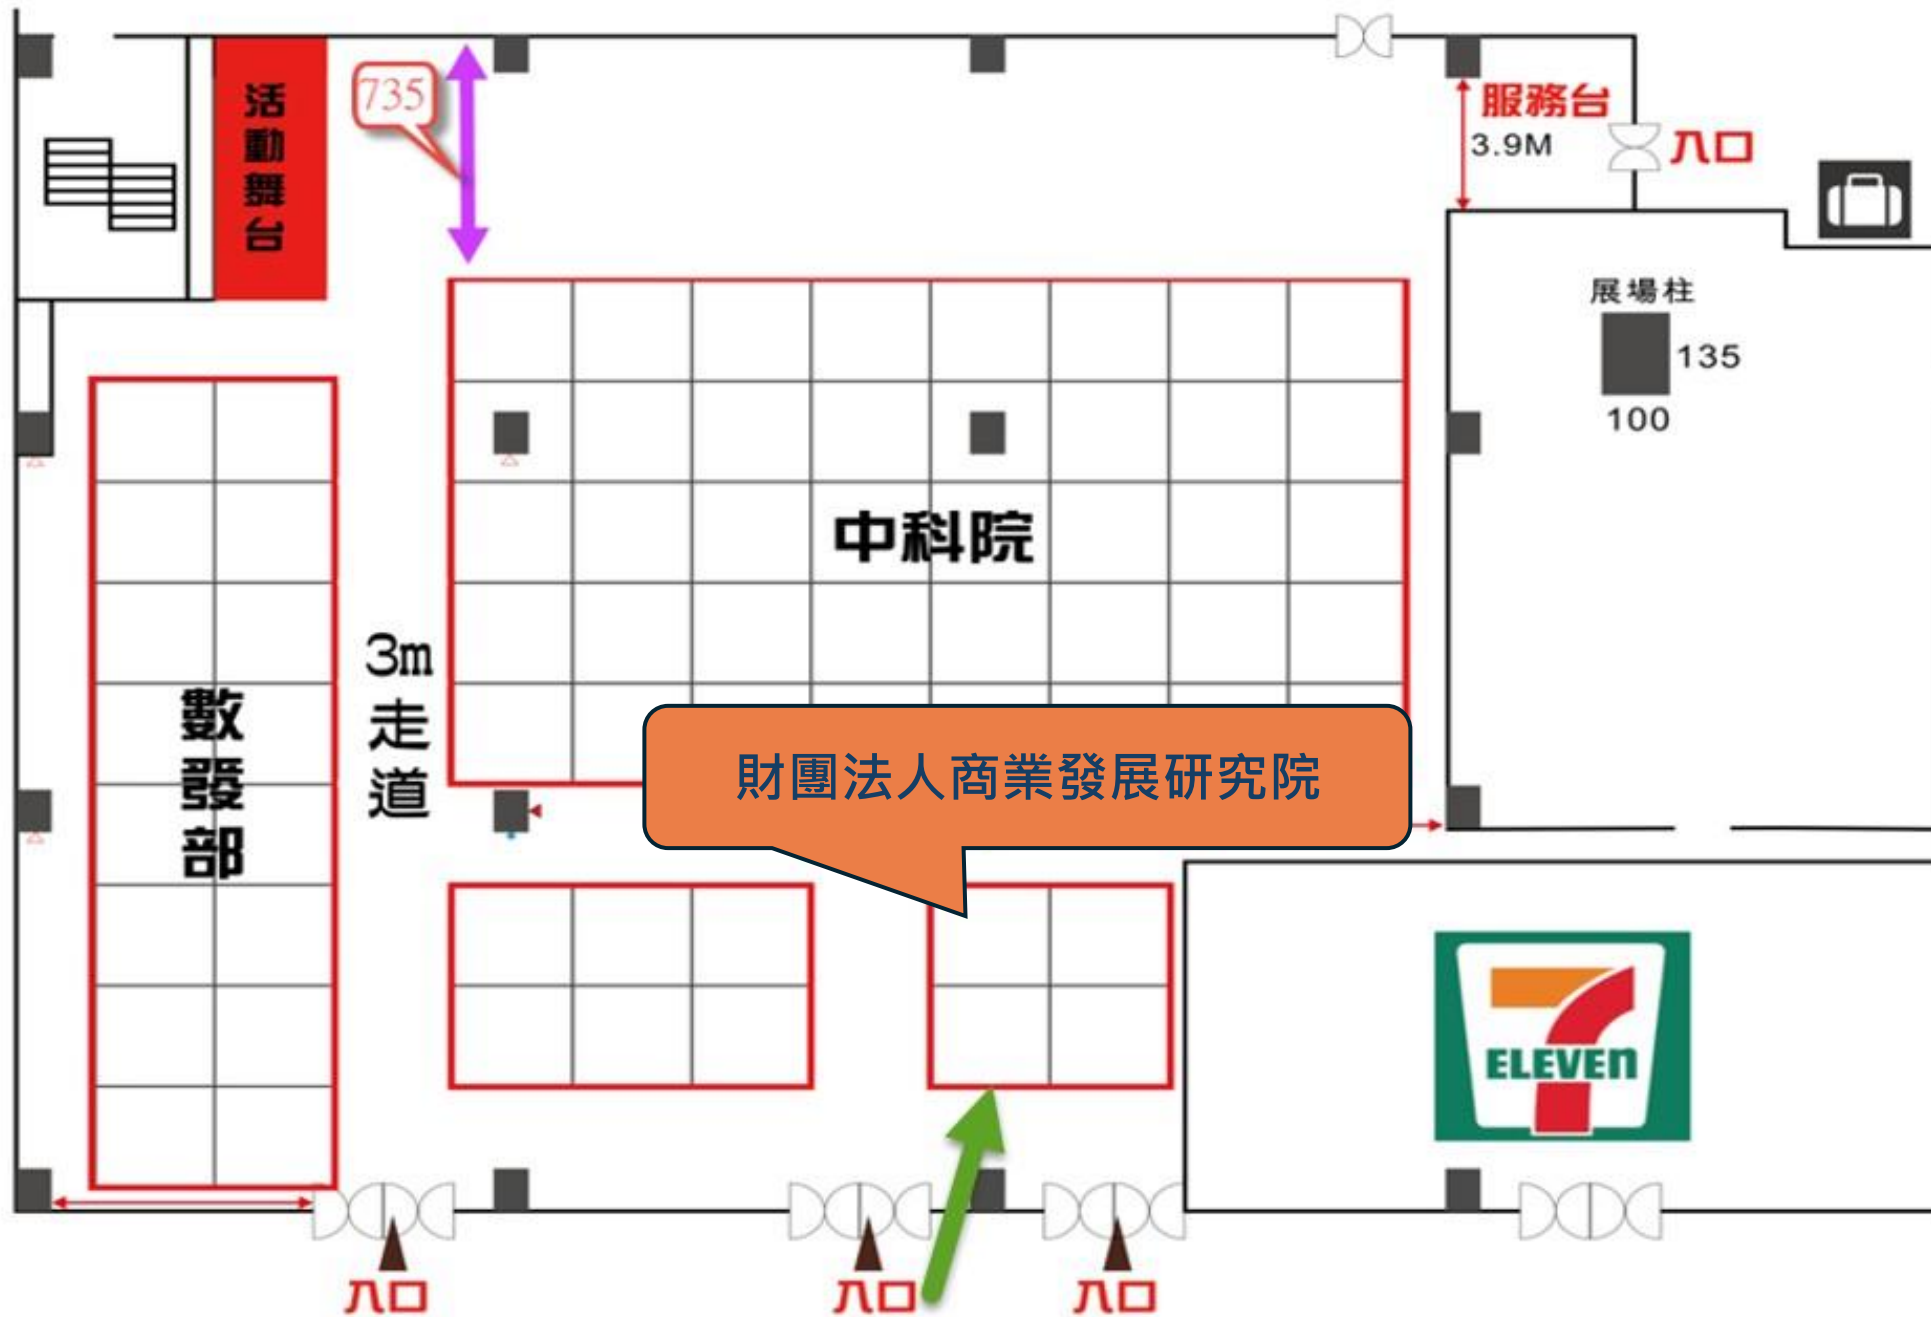 活動舞台
735
服務台
3.9M
入口
展場柱
135
100
中科院
3m
走道
數發部
財團法人商業發展研究院
7
ELEVEN
入口
入口
入口